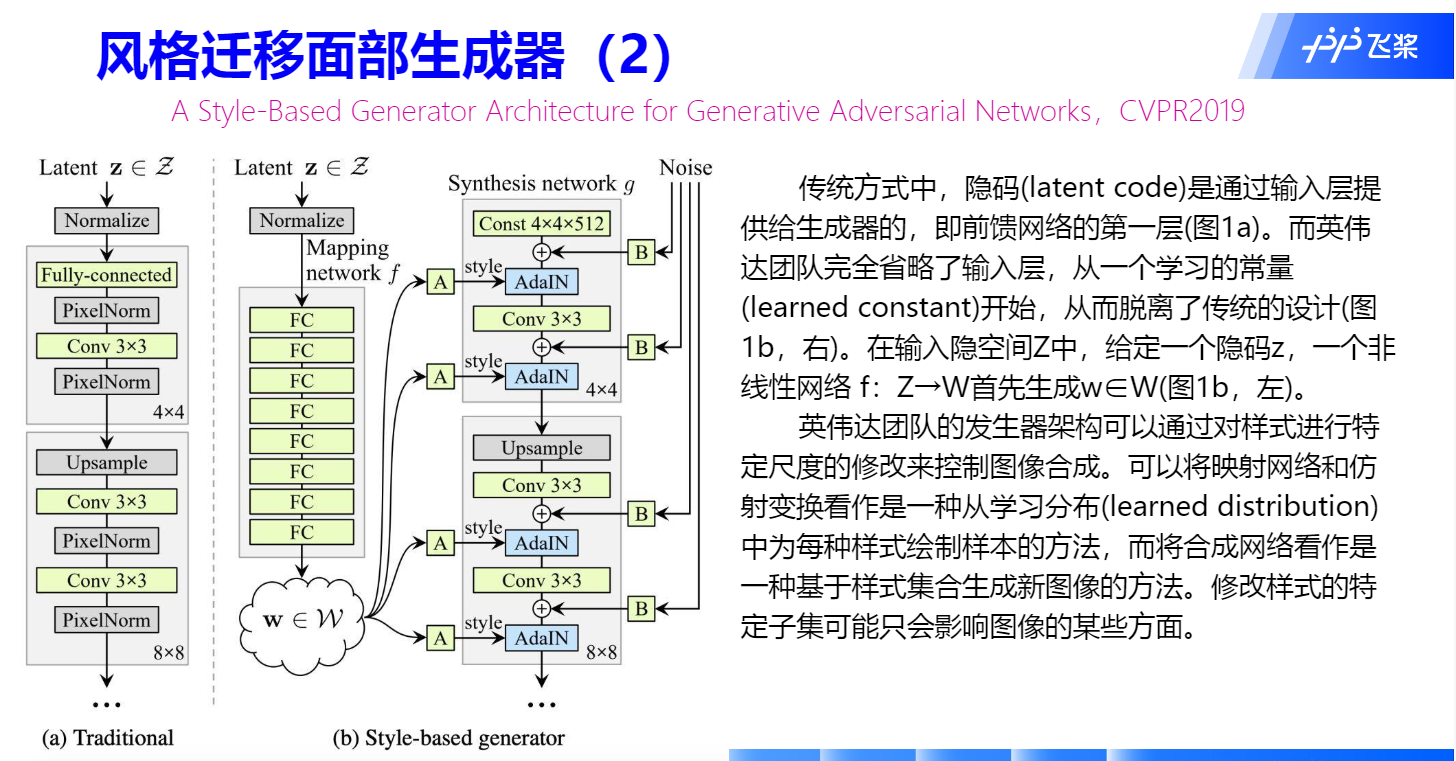 风格迁移面部生成器（2）
飞桨
A Style-Based Generator Architecture for Generative Adversarial Networks，CVPR2019
Latent z ∈ 𝒵
Normalize
Fully-connected
PixelNorm
Conv 3×3
PixelNorm
4×4
Upsample
Conv 3×3
PixelNorm
Conv 3×3
PixelNorm
8×8
...
(a) Traditional
Latent z ∈ 𝒵
Normalize
Mapping
network f
FC
FC
FC
FC
FC
FC
FC
FC
w ∈ 𝒲
A
style
A
style
A
style
A
style
Synthesis network g
Noise
Const 4×4×512
B
AdaIN
Conv 3×3
B
AdaIN
4×4
Upsample
Conv 3×3
B
AdaIN
Conv 3×3
B
AdaIN
8×8
...
(b) Style-based generator
传统方式中，隐码(latent code)是通过输入层提
供给生成器的，即前馈网络的第一层(图1a)。而英伟
达团队完全省略了输入层，从一个学习的常量
(learned constant)开始，从而脱离了传统的设计(图
1b，右)。在输入隐空间Z中，给定一个隐码z，一个非
线性网络 f：Z→W首先生成w∈W(图1b，左)。
英伟达团队的发生器架构可以通过对样式进行特
定尺度的修改来控制图像合成。可以将映射网络和仿
射变换看作是一种从学习分布(learned distribution)
中为每种样式绘制样本的方法，而将合成网络看作是
一种基于样式集合生成新图像的方法。修改样式的特
定子集可能只会影响图像的某些方面。